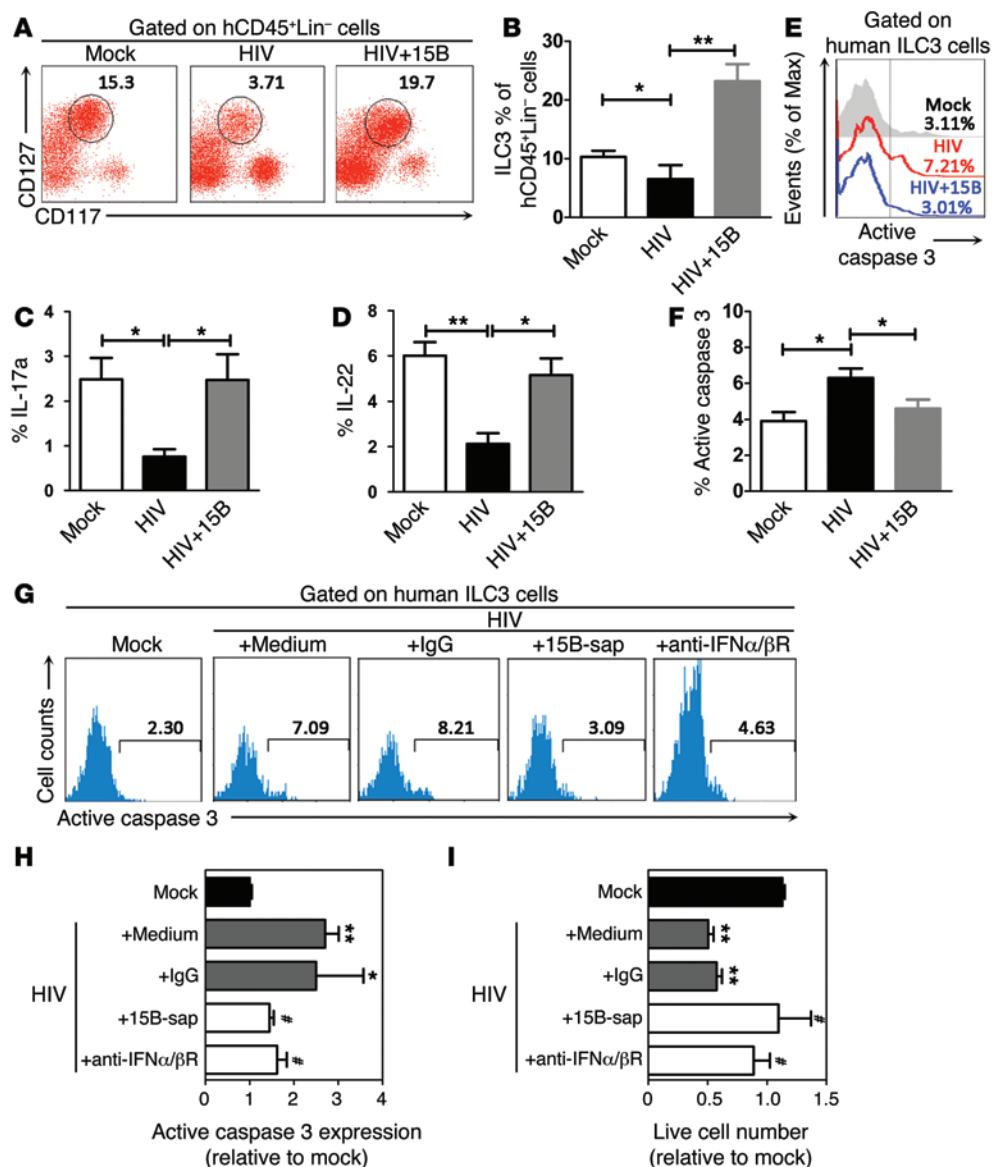 A
Gated on hCD45⁺Lin⁻ cells
Mock HIV HIV+15B
15.3 3.71 19.7
CD127
CD117
B
ILC3 % of
hCD45⁺Lin⁻ cells
30
20
10
0
* **
Mock HIV HIV+15B
E
Gated on
human ILC3 cells
Events (% of Max)
Mock
3.11%
HIV
7.21%
HIV+15B
3.01%
Active
caspase 3
C
% IL-17a
4
3
2
1
0
* *
Mock HIV HIV+15B
D
% IL-22
8
6
4
2
0
** *
Mock HIV HIV+15B
F
% Active caspase 3
10
8
6
4
2
0
* *
Mock HIV HIV+15B
G
Gated on human ILC3 cells
HIV
Mock +Medium +IgG +15B-sap +anti-IFNα/βR
2.30 7.09 8.21 3.09 4.63
Cell counts
Active caspase 3
H
Mock
+Medium **
+IgG *
HIV
+15B-sap #
+anti-IFNα/βR #
0 1 2 3 4
Active caspase 3 expression
(relative to mock)
I
Mock
+Medium **
+IgG **
HIV
+15B-sap #
+anti-IFNα/βR #
0 0.5 1.0 1.5
Live cell number
(relative to mock)